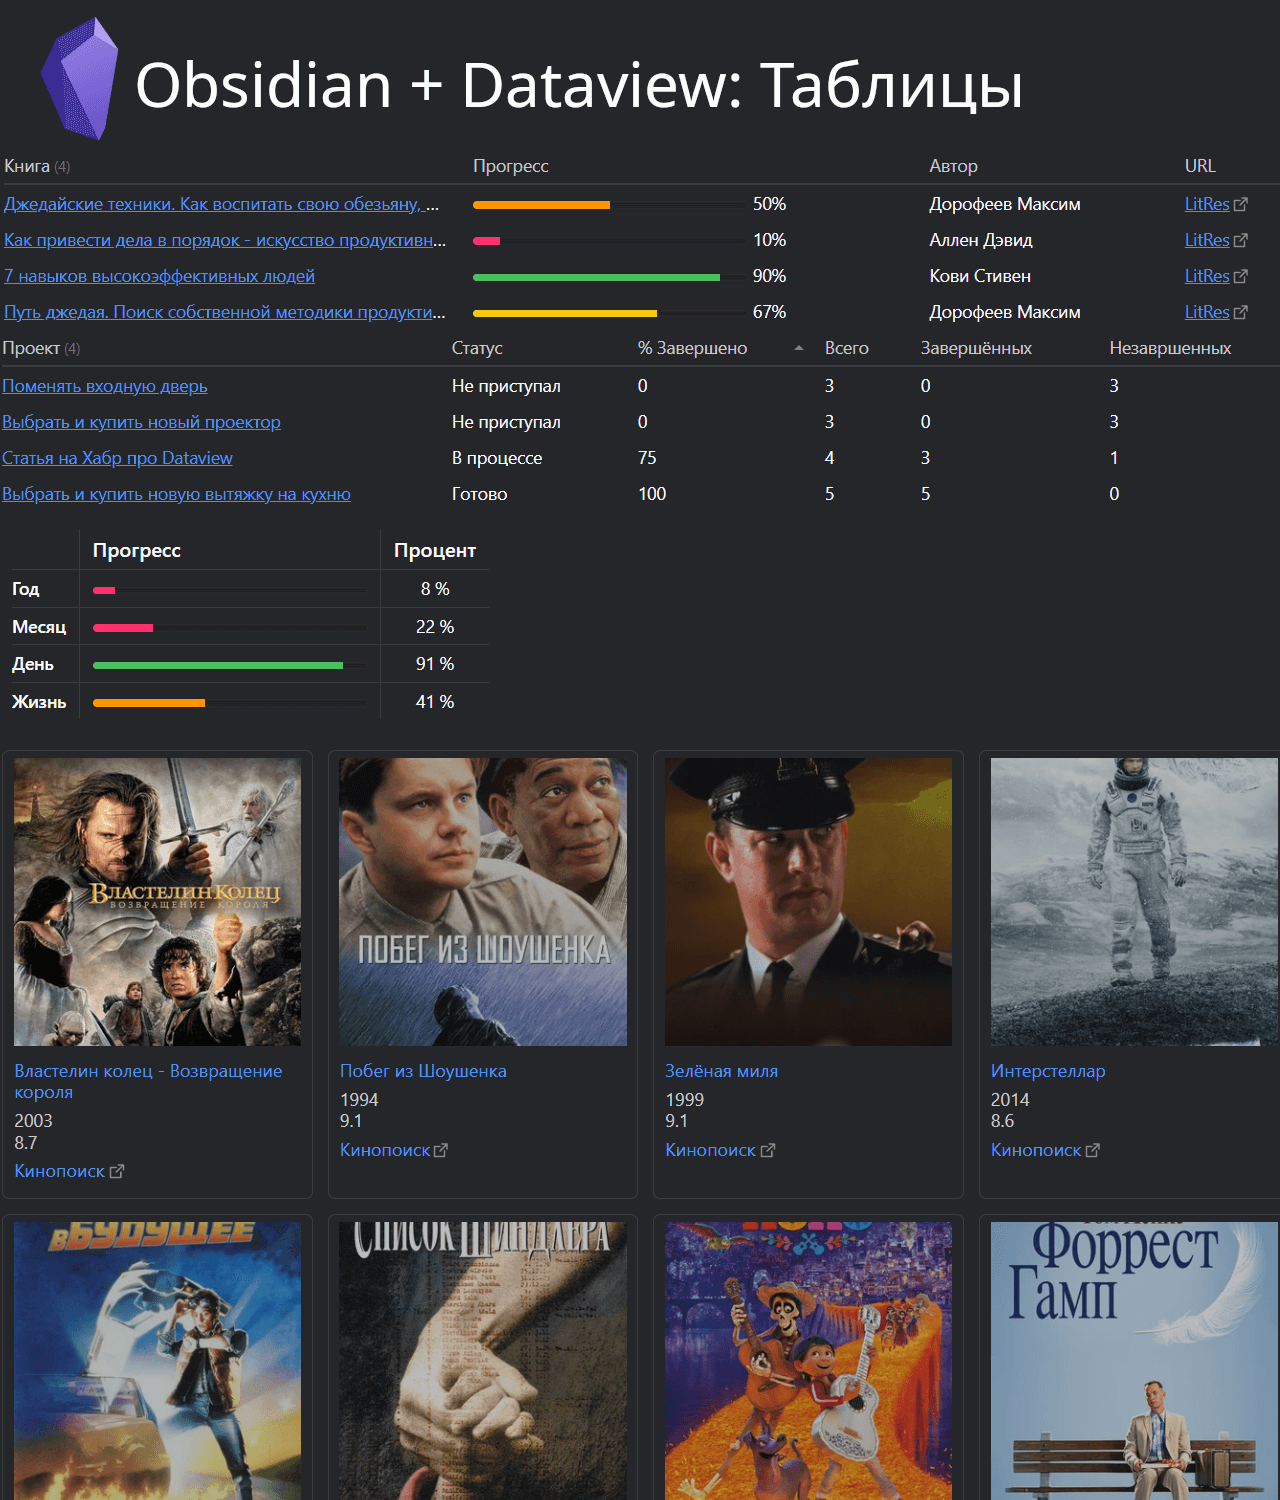 Obsidian + Dataview: Таблицы
Книга (4) Прогресс Автор URL
Джедайские техники. Как воспитать свою обезьяну, ... 50% Дорофеев Максим LitRes
Как привести дела в порядок - искусство продуктивн... 10% Аллен Дэвид LitRes
7 навыков высокоэффективных людей 90% Кови Стивен LitRes
Путь джедая. Поиск собственной методики продукти... 67% Дорофеев Максим LitRes
Проект (4) Статус % Завершено Всего Завершённых Незавршенных
Поменять входную дверь Не приступал 0 3 0 3
Выбрать и купить новый проектор Не приступал 0 3 0 3
Статья на Хабр про Dataview В процессе 75 4 3 1
Выбрать и купить новую вытяжку на кухню Готово 100 5 5 0
Прогресс Процент
Год 8 %
Месяц 22 %
День 91 %
Жизнь 41 %
Властелин Колец
Возвращение короля
ПОБЕГ ИЗ ШОУШЕНКА
Властелин колец - Возвращение короля
2003
8.7
Кинопоиск
Побег из Шоушенка
1994
9.1
Кинопоиск
Зелёная миля
1999
9.1
Кинопоиск
Интерстеллар
2014
8.6
Кинопоиск
в БУДУЩЕЕ
Список Шиндлера
Форрест
Гамп